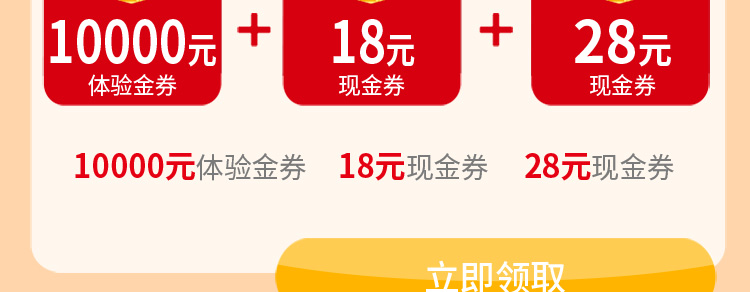 10000元 + 18元 + 28元
体验金券 现金券 现金券
10000元体验金券 18元现金券 28元现金券
立即领取